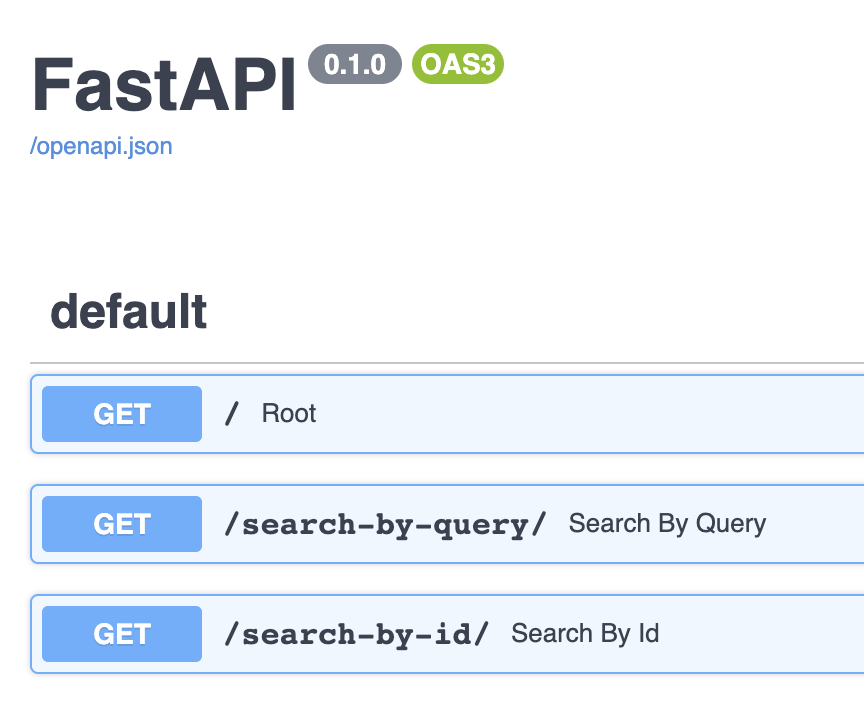 FastAPI 0.1.0 OAS3
/openapi.json
default
GET / Root
GET /search-by-query/ Search By Query
GET /search-by-id/ Search By Id